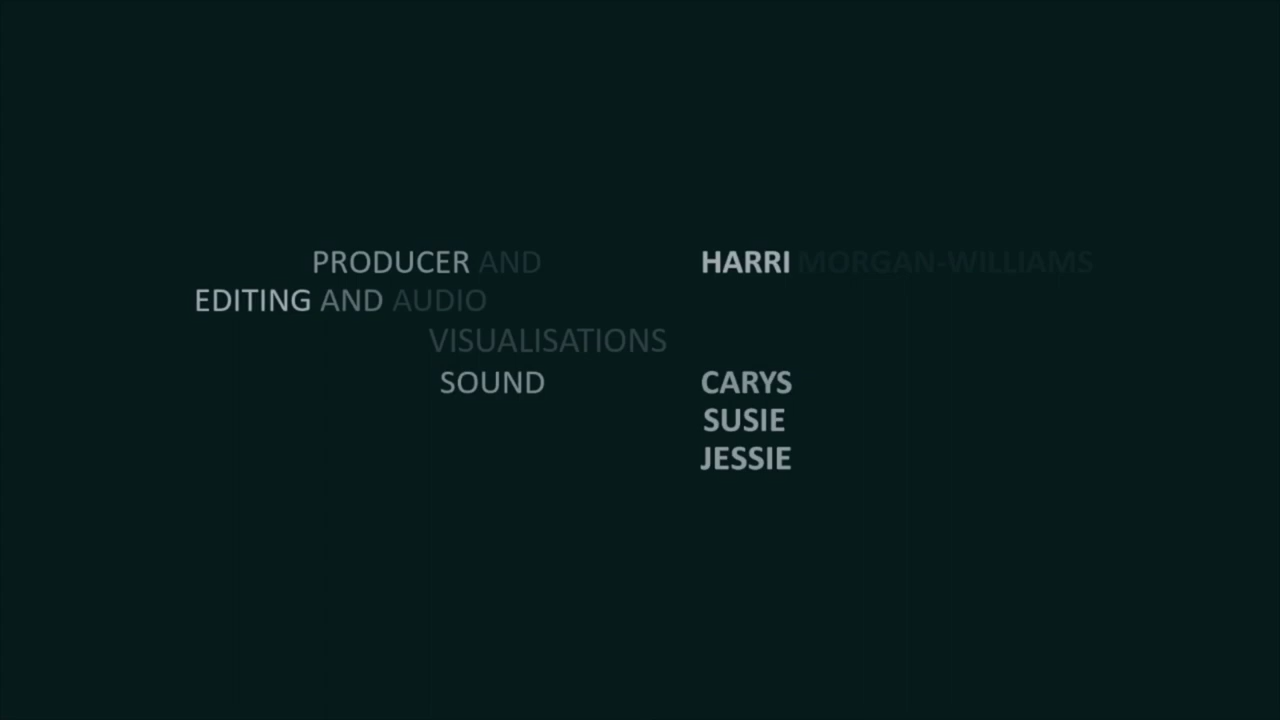 PRODUCER AND HARRI MORGAN-WILLIAMS
EDITING AND AUDIO
VISUALISATIONS
SOUND CARYS
SUSIE
JESSIE